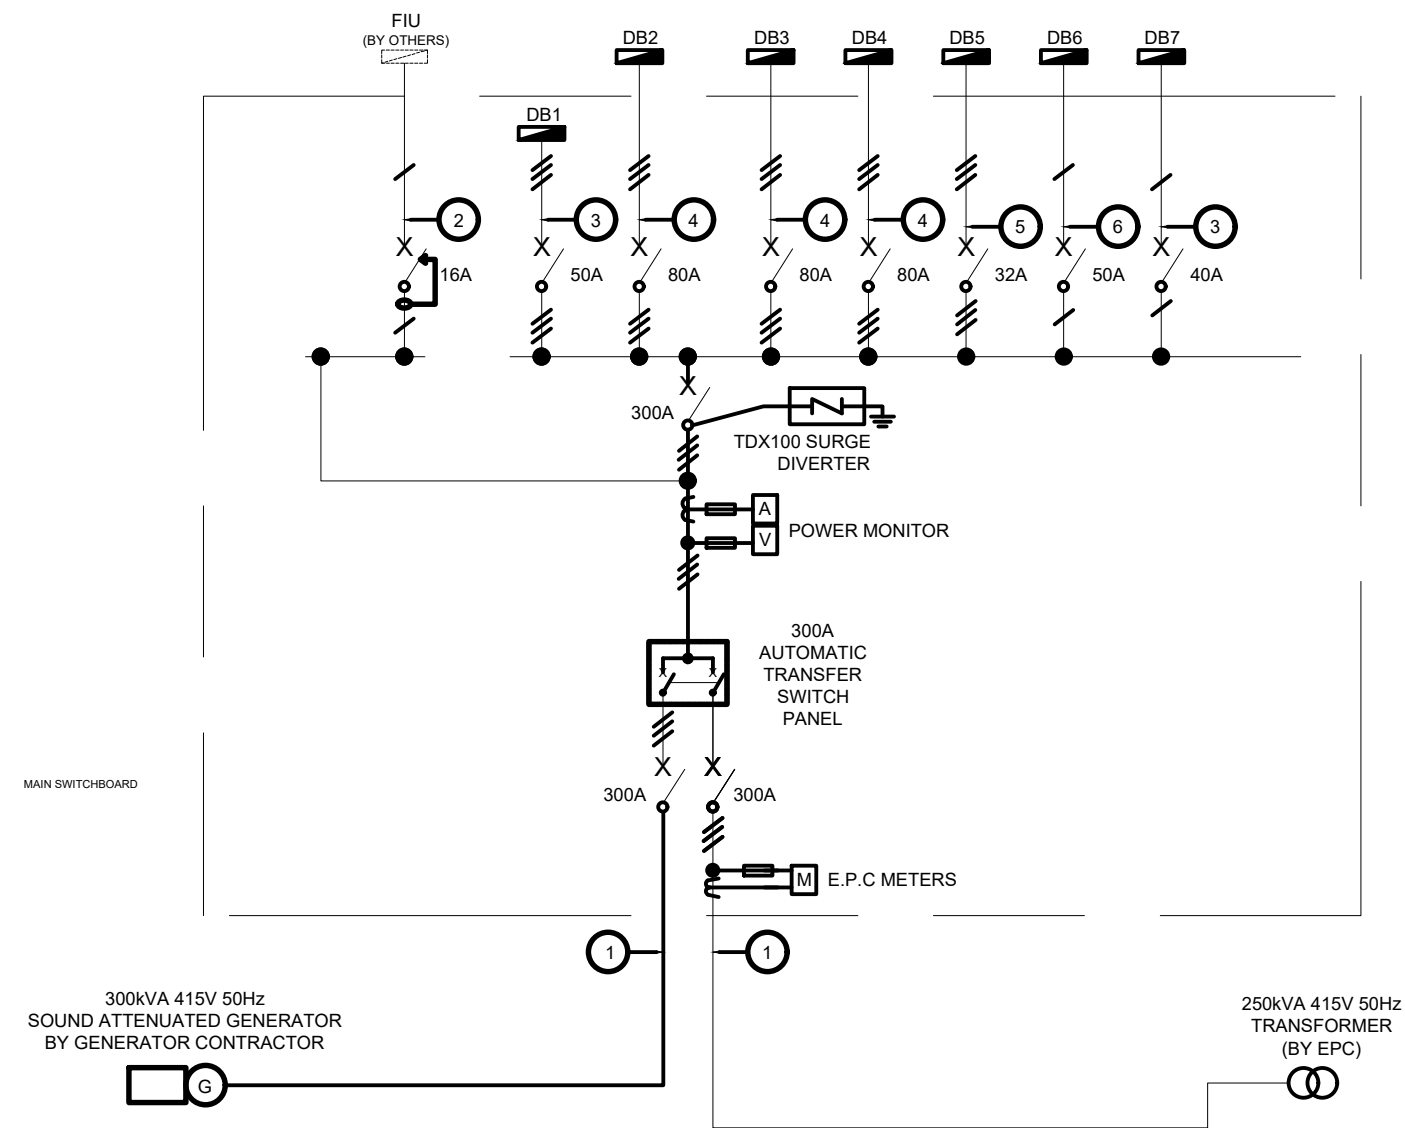 FIU
(BY OTHERS)
DB2
DB3
DB4
DB5
DB6
DB7
DB1
2
3
4
4
4
5
6
3
16A
50A
80A
80A
80A
32A
50A
40A
300A
TDX100 SURGE
DIVERTER
A
V
POWER MONITOR
300A
AUTOMATIC
TRANSFER
SWITCH
PANEL
MAIN SWITCHBOARD
300A
300A
M
E.P.C METERS
1
1
300kVA 415V 50Hz
SOUND ATTENUATED GENERATOR
BY GENERATOR CONTRACTOR
G
250kVA 415V 50Hz
TRANSFORMER
(BY EPC)